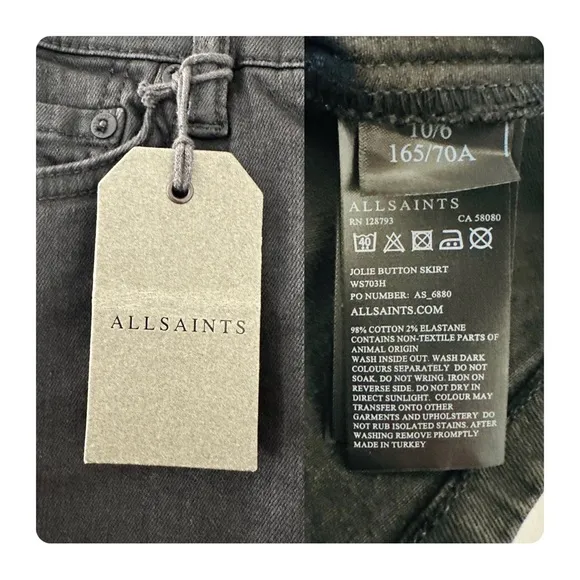 ALLSAINTS
10/6
165/70A
ALLSAINTS
RN 128793 CA 58080
40
JOLIE BUTTON SKIRT
WS703H
PO NUMBER: AS_6880
ALLSAINTS.COM
98% COTTON 2% ELASTANE
CONTAINS NON-TEXTILE PARTS OF
ANIMAL ORIGIN
WASH INSIDE OUT. WASH DARK
COLOURS SEPARATELY DO NOT
SOAK. DO NOT WRING. IRON ON
REVERSE SIDE. DO NOT DRY IN
DIRECT SUNLIGHT. COLOUR MAY
TRANSFER ONTO OTHER
GARMENTS AND UPHOLSTERY DO
NOT RUB ISOLATED STAINS. AFTER
WASHING REMOVE PROMPTLY
MADE IN TURKEY